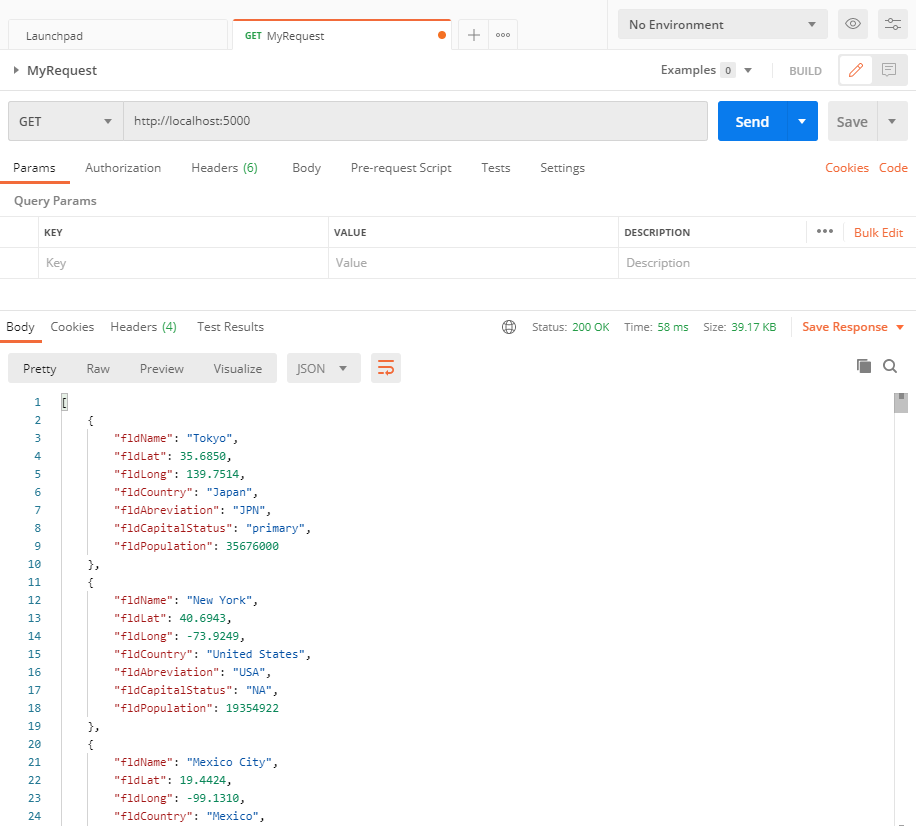 Launchpad
GET MyRequest
No Environment
MyRequest
Examples 0
BUILD
GET
http://localhost:5000
Send
Save
Params Authorization Headers (6) Body Pre-request Script Tests Settings Cookies Code
Query Params
KEY VALUE DESCRIPTION ••• Bulk Edit
Key Value Description
Body Cookies Headers (4) Test Results Status: 200 OK Time: 58 ms Size: 39.17 KB Save Response
Pretty Raw Preview Visualize JSON
1 [
2 {
3 "fldName": "Tokyo",
4 "fldLat": 35.6850,
5 "fldLong": 139.7514,
6 "fldCountry": "Japan",
7 "fldAbreviation": "JPN",
8 "fldCapitalStatus": "primary",
9 "fldPopulation": 35676000
10 },
11 {
12 "fldName": "New York",
13 "fldLat": 40.6943,
14 "fldLong": -73.9249,
15 "fldCountry": "United States",
16 "fldAbreviation": "USA",
17 "fldCapitalStatus": "NA",
18 "fldPopulation": 19354922
19 },
20 {
21 "fldName": "Mexico City",
22 "fldLat": 19.4424,
23 "fldLong": -99.1310,
24 "fldCountry": "Mexico",